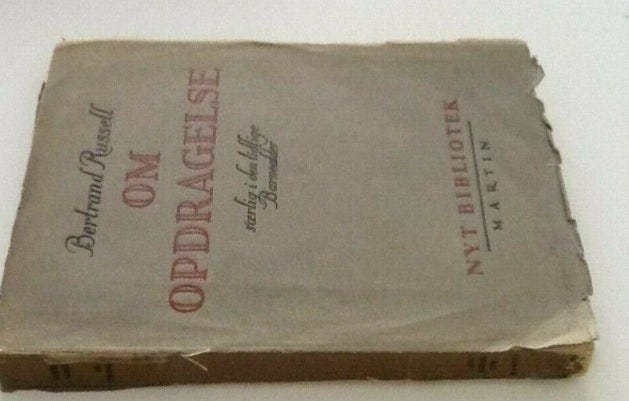 Bertrand Russell
OM
OPDRAGELSE
særlig i den tidlige
Barnealder
NYT BIBLIOTEK
MARTIN